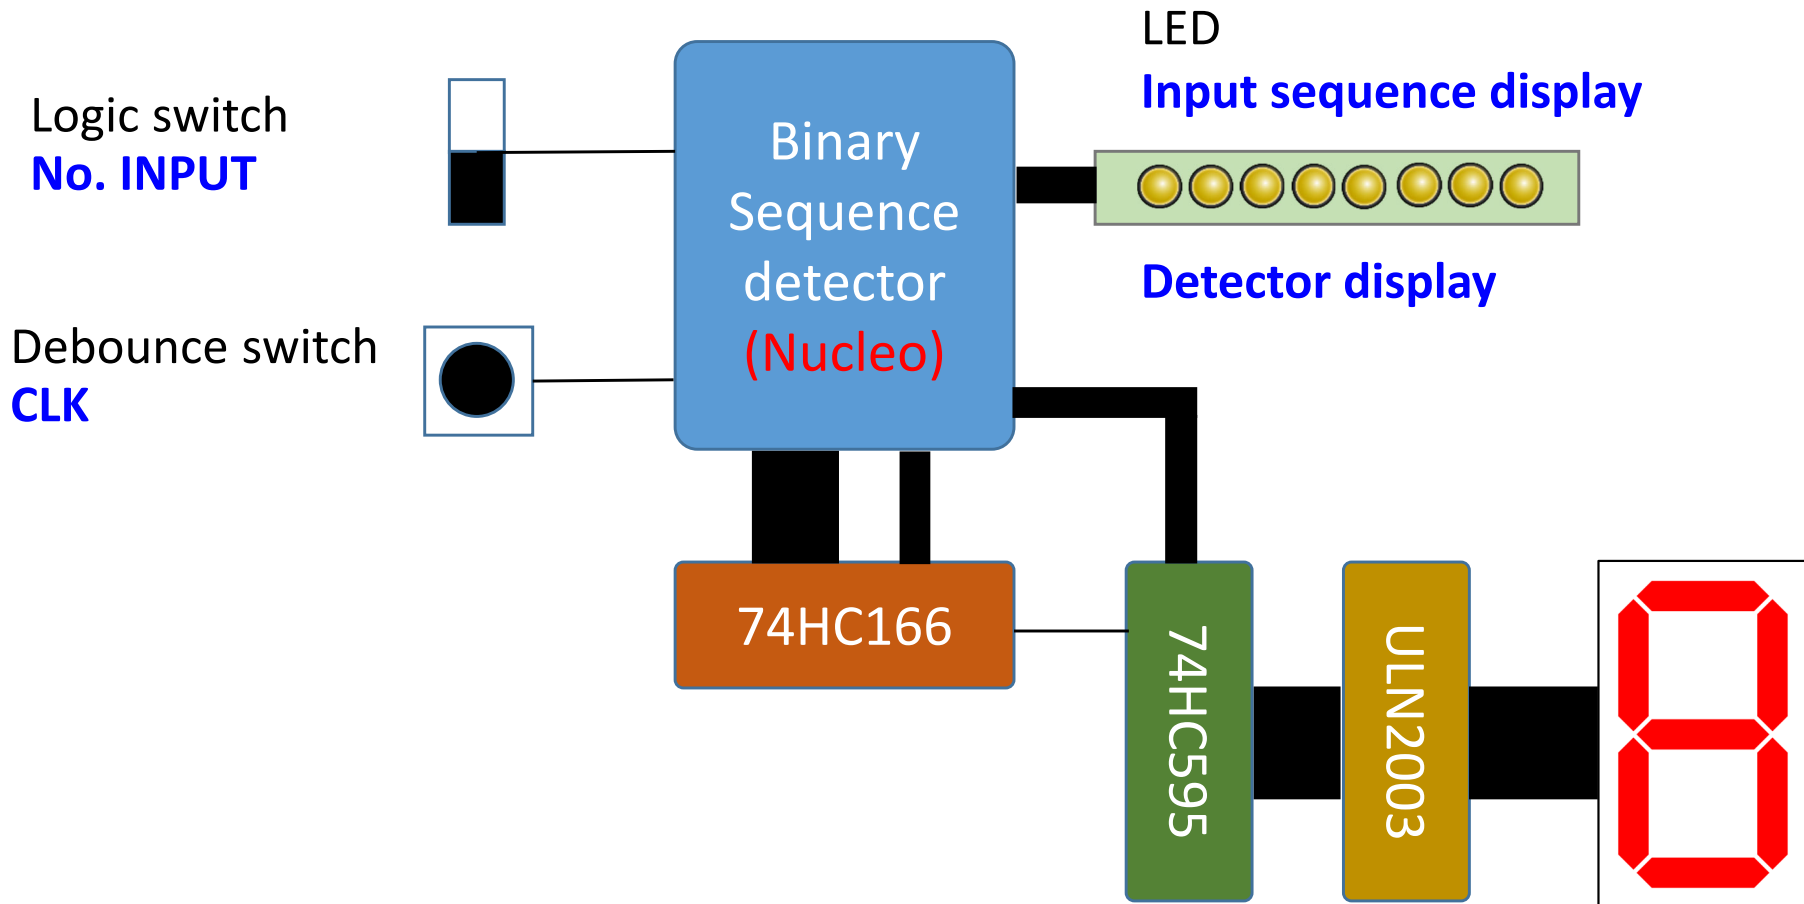 LED
Input sequence display
Logic switch
No. INPUT
Binary
Sequence
detector
(Nucleo)
Detector display
Debounce switch
CLK
74HC166
74HC595
ULN2003